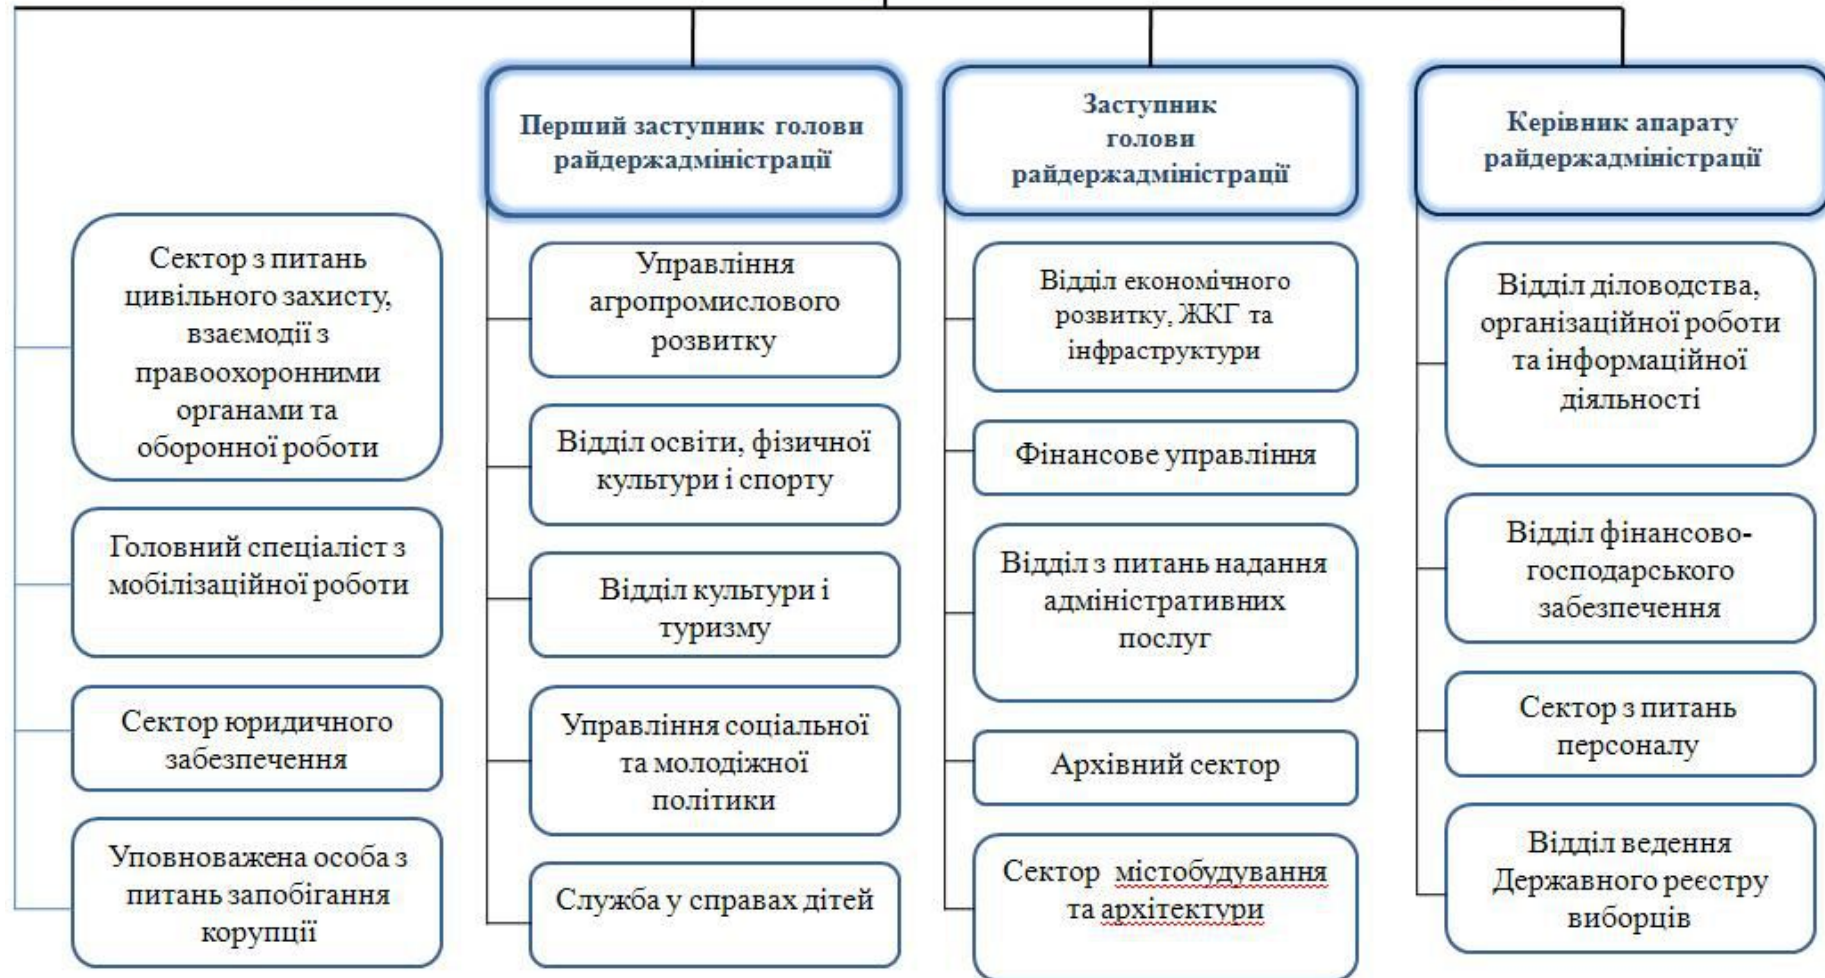 Сектор з питань
цивільного захисту,
взаємодії з
правоохоронними
органами та
оборонної роботи
Головний спеціаліст з
мобілізаційної роботи
Сектор юридичного
забезпечення
Уповноважена особа з
питань запобігання
корупції
Перший заступник голови
райдержадміністрації
Управління
агропромислового
розвитку
Відділ освіти, фізичної
культури і спорту
Відділ культури і
туризму
Управління соціальної
та молодіжної
політики
Служба у справах дітей
Заступник
голови
райдержадміністрації
Відділ економічного
розвитку, ЖКГ та
інфраструктури
Фінансове управління
Відділ з питань надання
адміністративних
послуг
Архівний сектор
Сектор містобудування
та архітектури
Керівник апарату
райдержадміністрації
Відділ діловодства,
організаційної роботи
та інформаційної
діяльності
Відділ фінансово-
господарського
забезпечення
Сектор з питань
персоналу
Відділ ведення
Державного реєстру
виборців